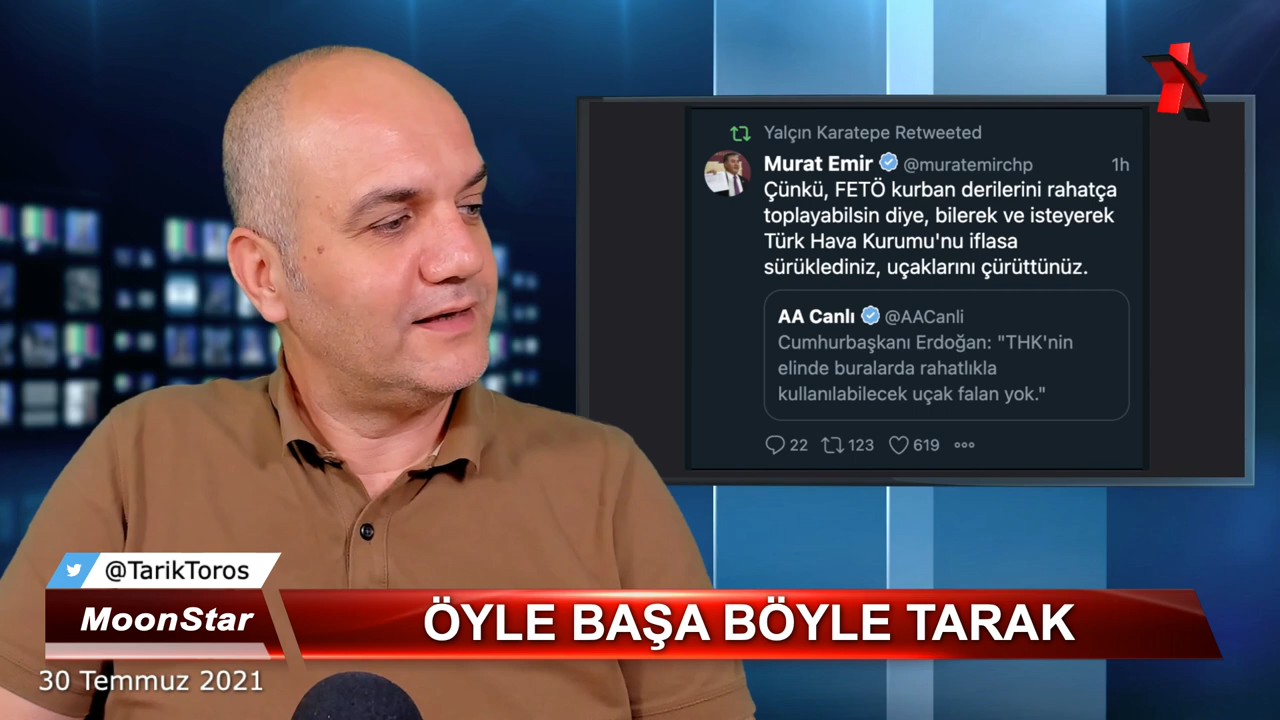 Yalçın Karatepe Retweeted
Murat Emir @muratemirchp 1h
Çünkü, FETÖ kurban derilerini rahatça
toplayabilsin diye, bilerek ve isteyerek
Türk Hava Kurumu'nu iflasa
sürüklediniz, uçaklarını çürüttünüz.
AA Canlı @AACanli
Cumhurbaşkanı Erdoğan: "THK'nin
elinde buralarda rahatlıkla
kullanılabilecek uçak falan yok."
22 123 619
@TarikToros
MoonStar
ÖYLE BAŞA BÖYLE TARAK
30 Temmuz 2021